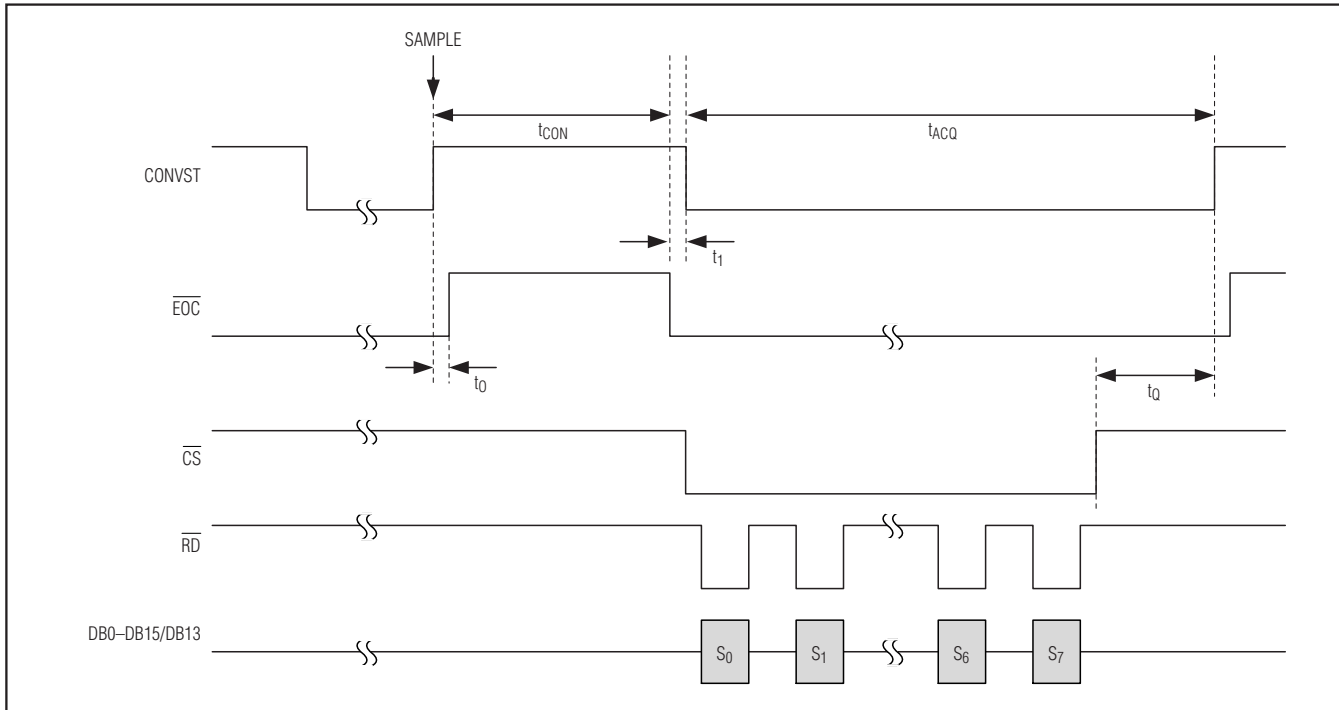 SAMPLE
tCON
tACQ
CONVST
t1
EOC
t0
tQ
CS
RD
DB0–DB15/DB13
S0
S1
S6
S7